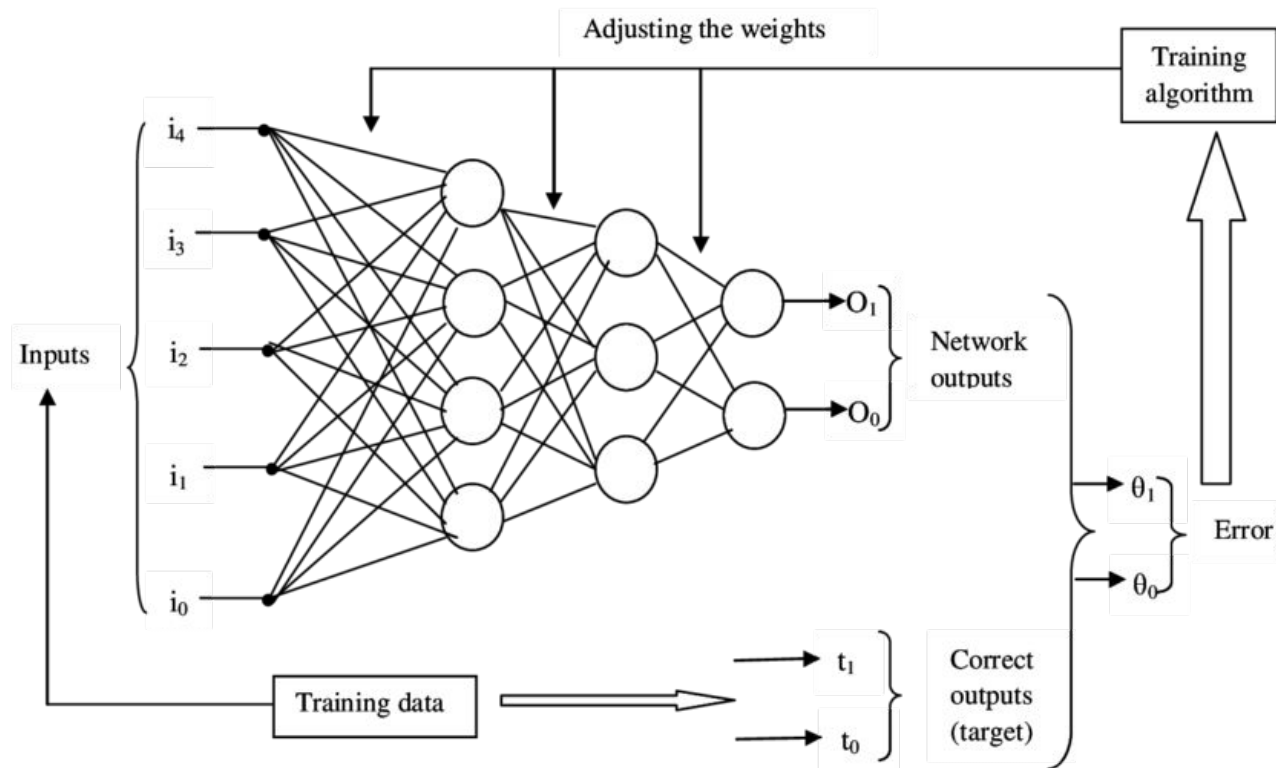 Adjusting the weights
Training
algorithm
i₄
i₃
i₂
i₁
i₀
Inputs
O₁
O₀
Network
outputs
θ₁
θ₀
Error
Training data
t₁
t₀
Correct
outputs
(target)